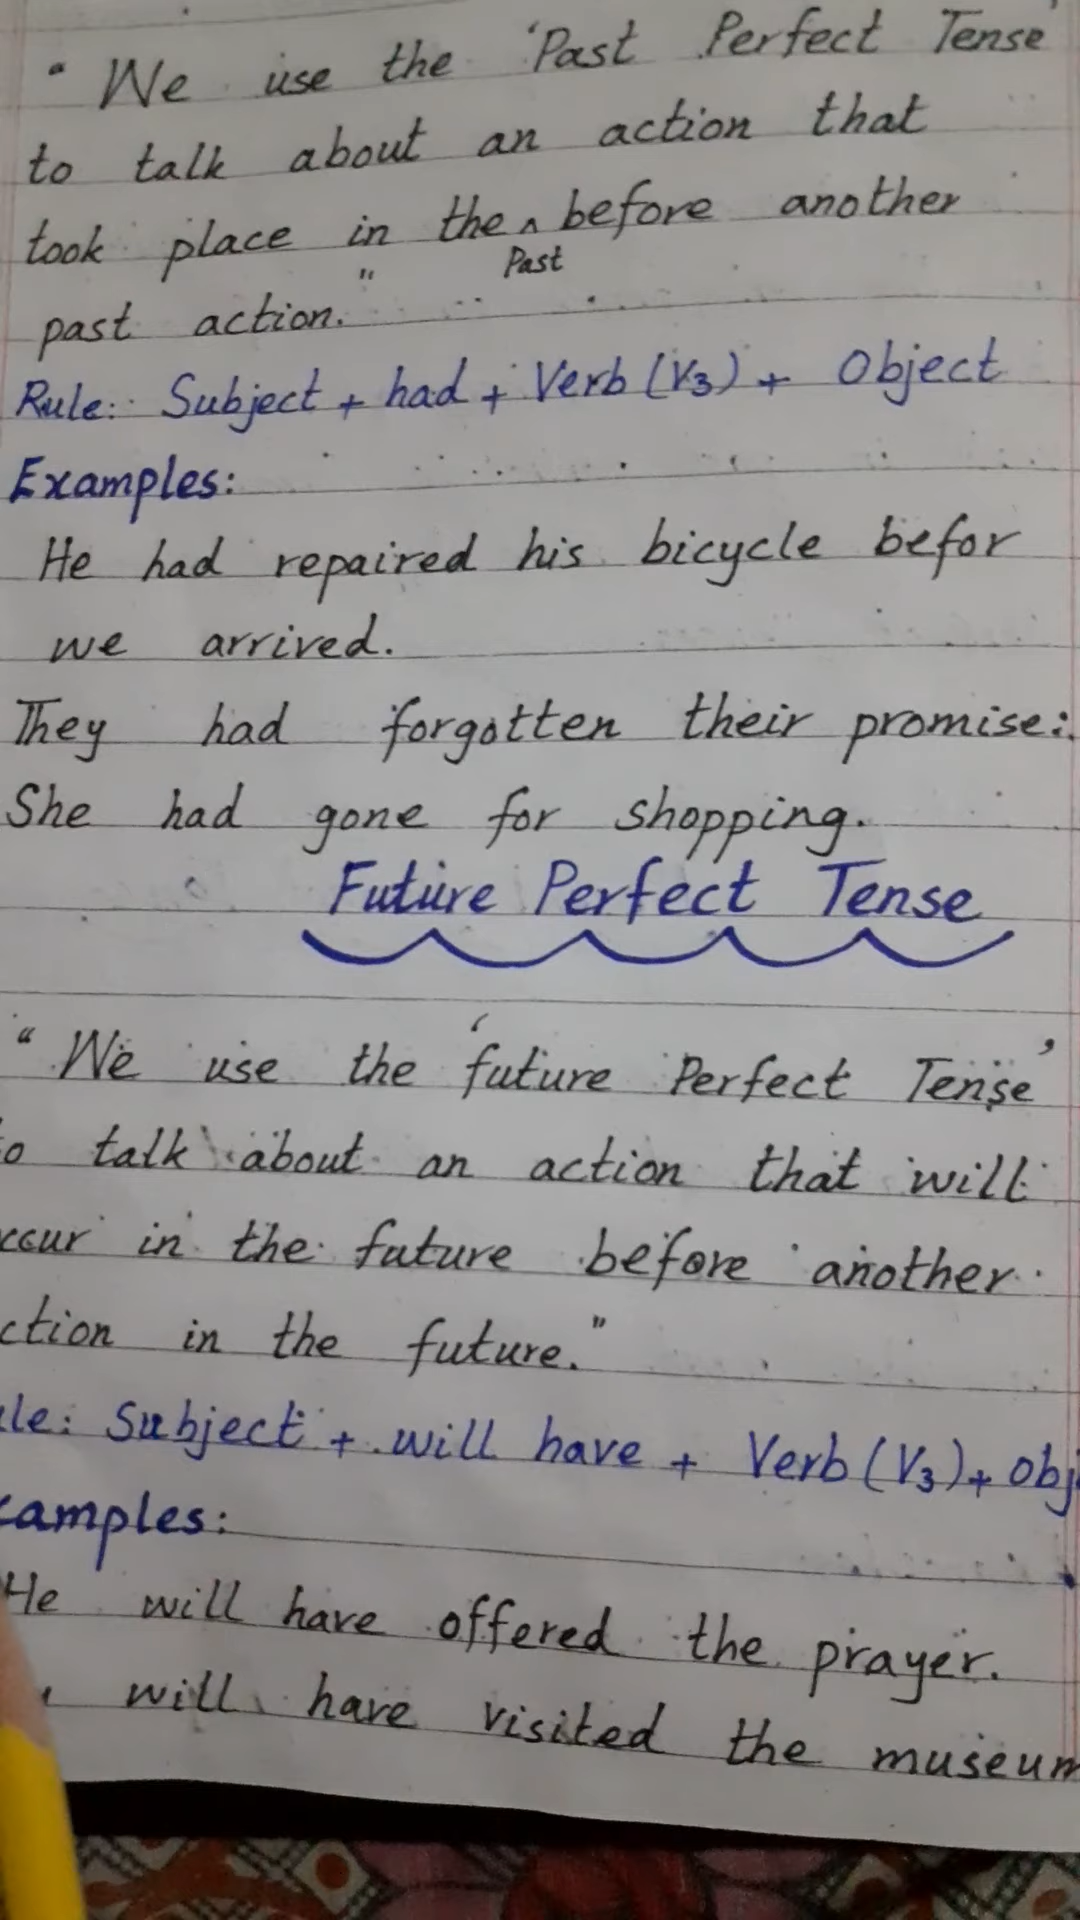 "We use the 'Past Perfect Tense'
to talk about an action that
took place in the ^ before another
Past
past action."
Rule: Subject + had + Verb (V3) + Object
Examples:
He had repaired his bicycle befor
we arrived.
They had forgotten their promise.
She had gone for shopping.
Future Perfect Tense
"We use the 'future Perfect Tense'
o talk about an action that will
ccur in the future before another
ction in the future."
le: Subject + will have + Verb (V3) + obj
amples:
He will have offered the prayer.
will have visited the museum